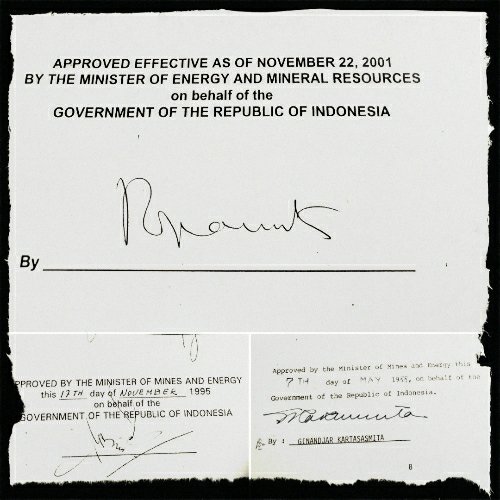 APPROVED EFFECTIVE AS OF NOVEMBER 22, 2001
BY THE MINISTER OF ENERGY AND MINERAL RESOURCES
on behalf of the
GOVERNMENT OF THE REPUBLIC OF INDONESIA
By
APPROVED BY THE MINISTER OF MINES AND ENERGY
this 17TH day of NOVEMBER 1995
on behalf of the
GOVERNMENT OF THE REPUBLIC OF INDONESIA
By
Approved by the Minister of Mines and Energy this
7TH day of MAY 1985, on behalf of the
Government of the Republic of Indonesia.
By : GINANDJAR KARTASASMITA
8